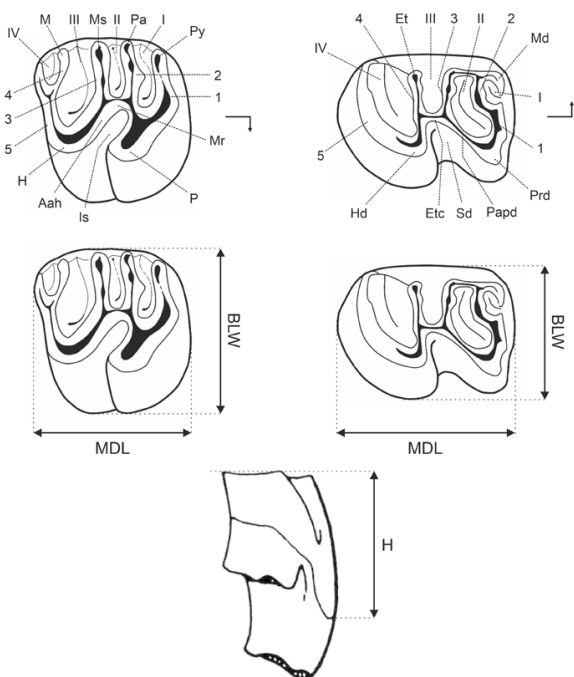 M III Ms II Pa I
IV
Py
4
2
3
1
5
Mr
H
Aah
Is
P
Et III 3 II 2
4
Md
IV
I
5
1
Prd
Hd
Etc Sd Papd
BLW
MDL
BLW
MDL
H